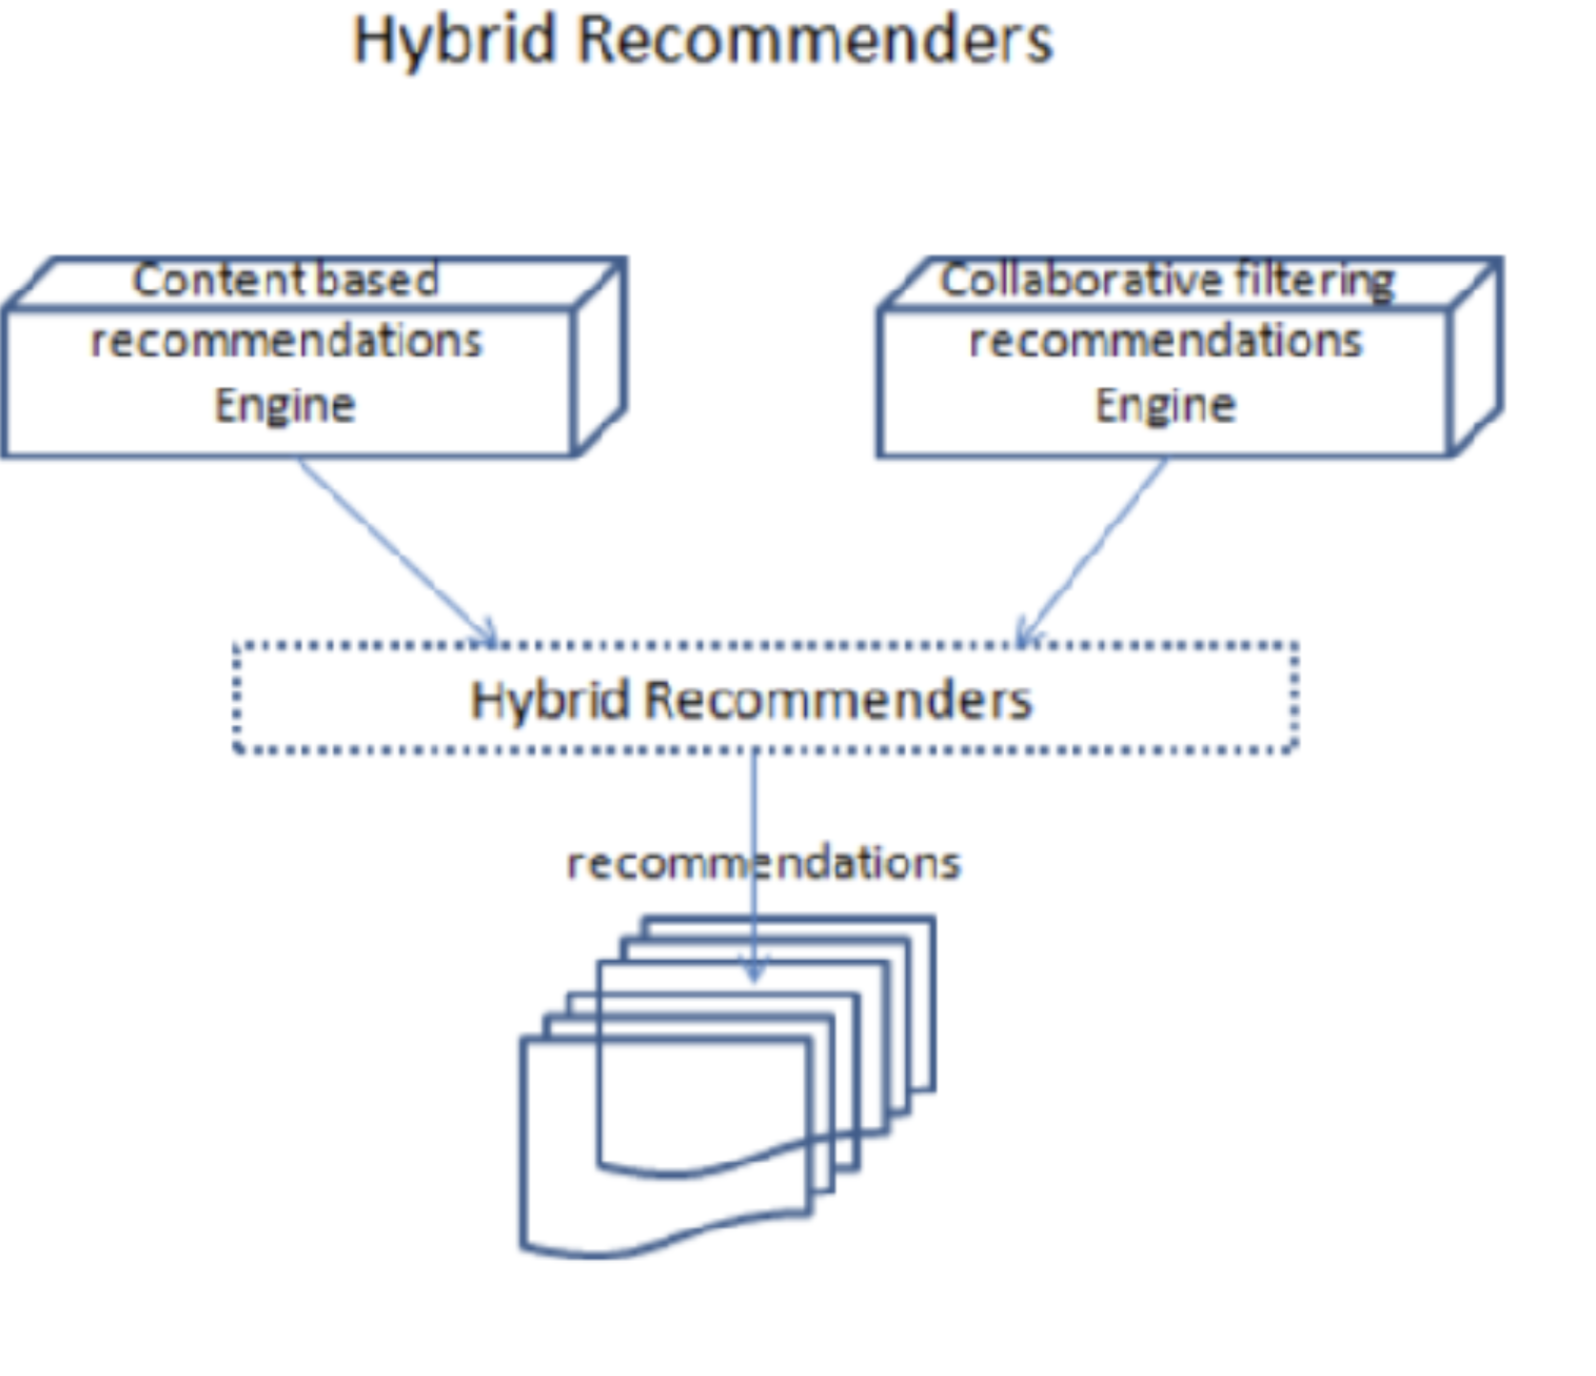 Hybrid Recommenders
Content based
recommendations
Engine
Collaborative filtering
recommendations
Engine
Hybrid Recommenders
recommendations